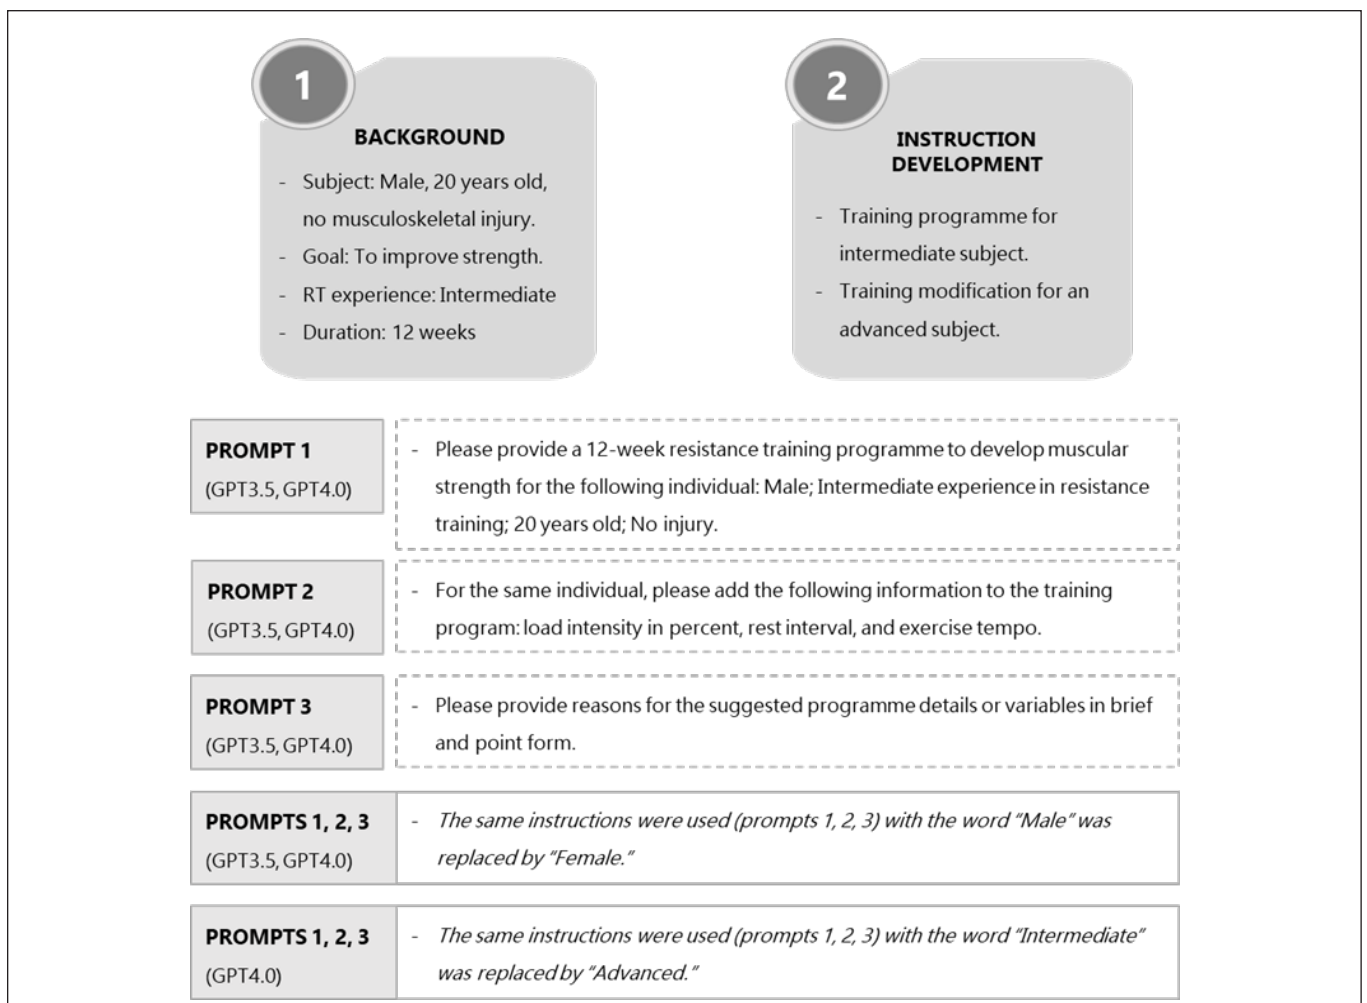 1
BACKGROUND
- Subject: Male, 20 years old,
no musculoskeletal injury.
- Goal: To improve strength.
- RT experience: Intermediate
- Duration: 12 weeks
2
INSTRUCTION
DEVELOPMENT
- Training programme for
intermediate subject.
- Training modification for an
advanced subject.
PROMPT 1
(GPT3.5, GPT4.0)
- Please provide a 12-week resistance training programme to develop muscular
strength for the following individual: Male; Intermediate experience in resistance
training; 20 years old; No injury.
PROMPT 2
(GPT3.5, GPT4.0)
- For the same individual, please add the following information to the training
program: load intensity in percent, rest interval, and exercise tempo.
PROMPT 3
(GPT3.5, GPT4.0)
- Please provide reasons for the suggested programme details or variables in brief
and point form.
PROMPTS 1, 2, 3
(GPT3.5, GPT4.0)
- The same instructions were used (prompts 1, 2, 3) with the word “Male” was
replaced by “Female.”
PROMPTS 1, 2, 3
(GPT4.0)
- The same instructions were used (prompts 1, 2, 3) with the word “Intermediate”
was replaced by “Advanced.”